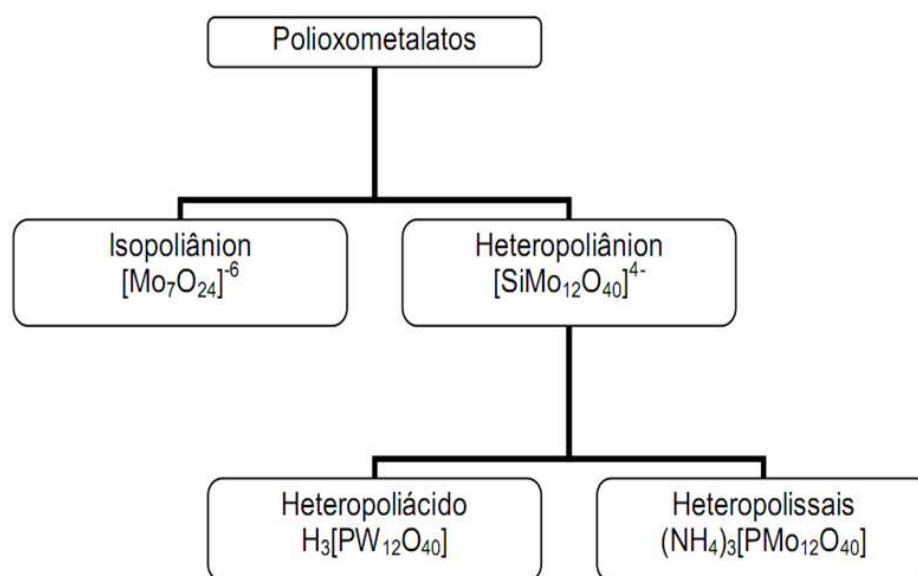 Polioxometalatos
Isopoliânion
[Mo₇O₂₄]⁻⁶
Heteropoliânion
[SiMo₁₂O₄₀]⁴⁻
Heteropoliácido
H₃[PW₁₂O₄₀]
Heteropolissais
(NH₄)₃[PMo₁₂O₄₀]